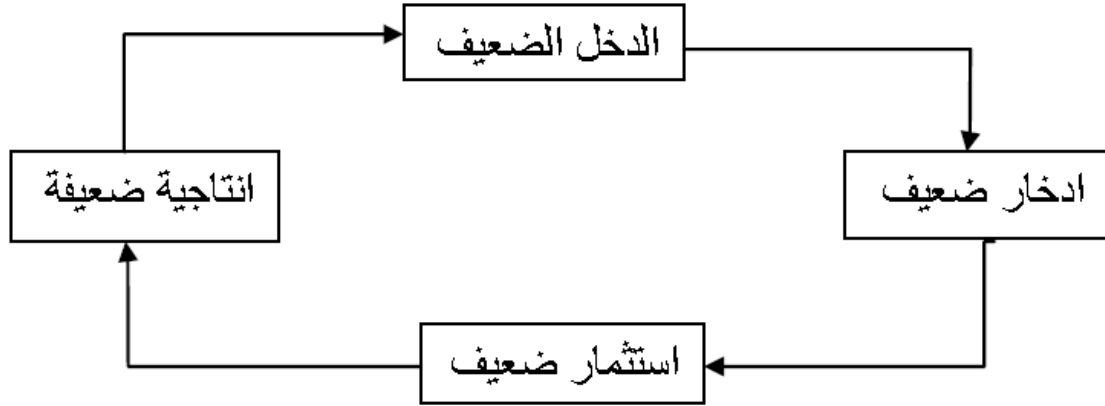 الدخل الضعيف
ادخار ضعيف
استثمار ضعيف
انتاجية ضعيفة